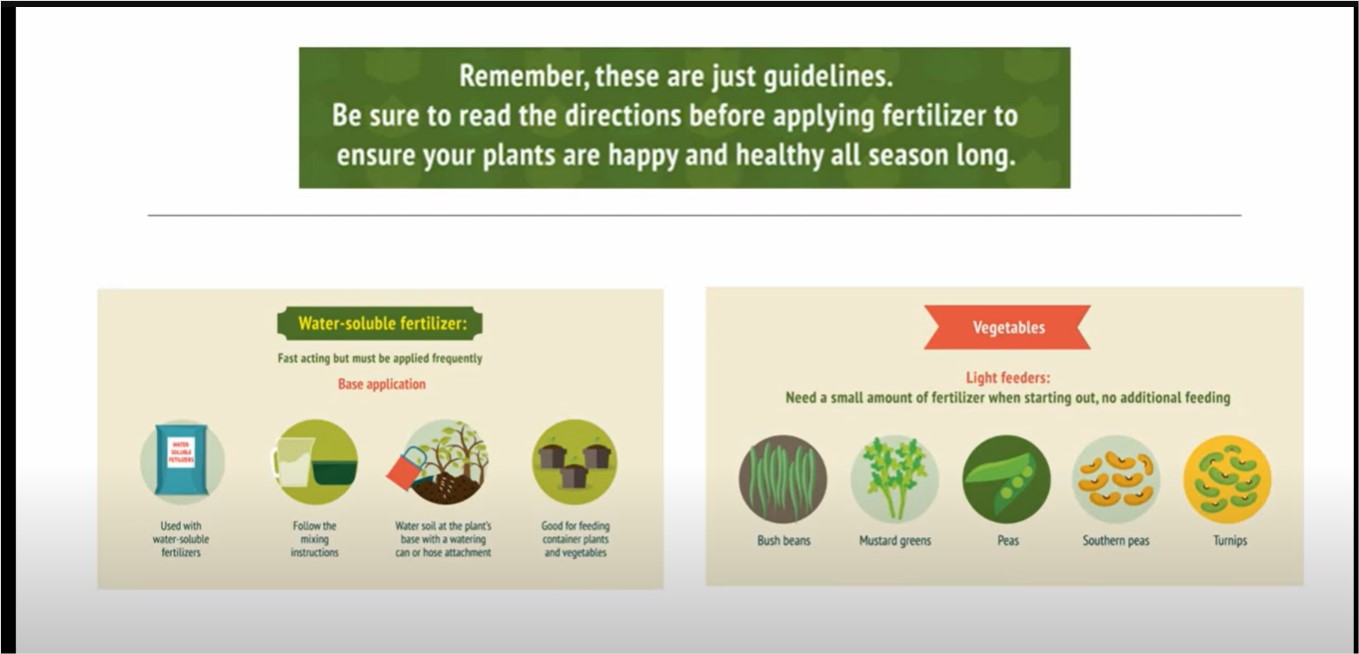 Remember, these are just guidelines.
Be sure to read the directions before applying fertilizer to
ensure your plants are happy and healthy all season long.
Water-soluble fertilizer:
Fast acting but must be applied frequently
Base application
WATER-
SOLUBLE
FETILIZERS
Used with
water-soluble
fertilizers
Follow the
mixing
instructions
Water soil at the plant's
base with a watering
can or hose attachment
Good for feeding
container plants
and vegetables
Vegetables
Light feeders:
Need a small amount of fertilizer when starting out, no additional feeding
Bush beans
Mustard greens
Peas
Southern peas
Turnips